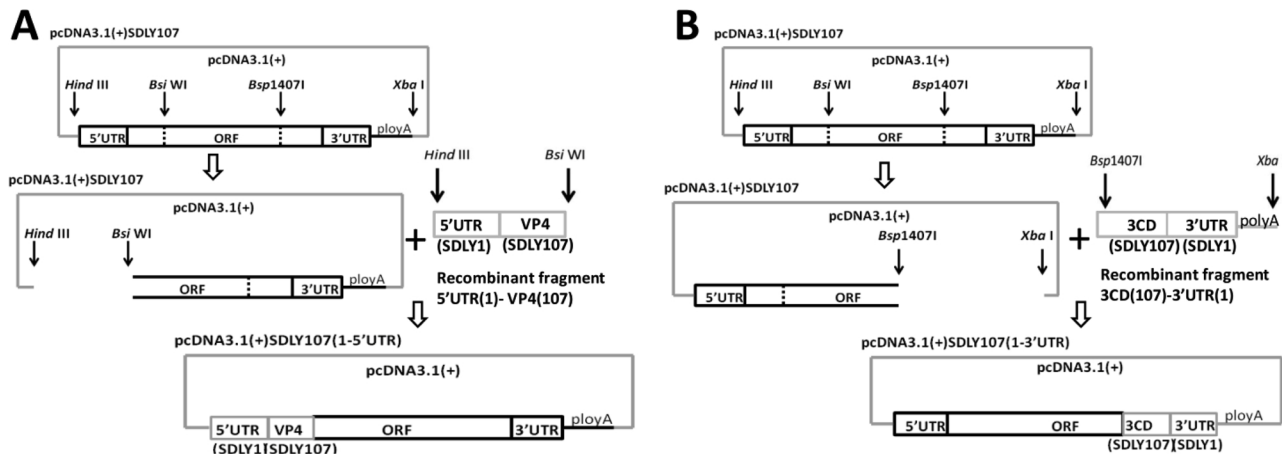 A
pcDNA3.1(+)SDLY107
pcDNA3.1(+)
Hind III
Bsi WI
Bsp1407I
Xba I
5'UTR
ORF
3'UTR
ployA
pcDNA3.1(+)SDLY107
pcDNA3.1(+)
Hind III
Bsi WI
ORF
3'UTR
ployA
+
Hind III
Bsi WI
5'UTR
VP4
(SDLY1)
(SDLY107)
Recombinant fragment
5'UTR(1)- VP4(107)
pcDNA3.1(+)SDLY107(1-5'UTR)
pcDNA3.1(+)
5'UTR
VP4
ORF
3'UTR
ployA
(SDLY1)
(SDLY107)
B
pcDNA3.1(+)SDLY107
pcDNA3.1(+)
Hind III
Bsi WI
Bsp1407I
Xba I
5'UTR
ORF
3'UTR
ployA
pcDNA3.1(+)SDLY107
pcDNA3.1(+)
Bsp1407I
Xba I
5'UTR
ORF
+
Bsp1407I
Xba
3CD
3'UTR
polyA
(SDLY107)
(SDLY1)
Recombinant fragment
3CD(107)-3'UTR(1)
pcDNA3.1(+)SDLY107(1-3'UTR)
pcDNA3.1(+)
5'UTR
ORF
3CD
3'UTR
ployA
(SDLY107)
(SDLY1)